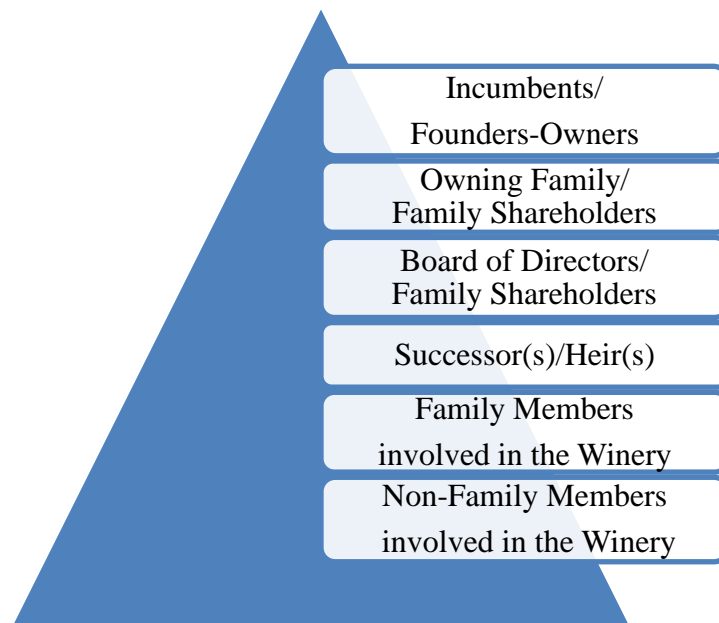 Incumbents/
Founders-Owners
Owning Family/
Family Shareholders
Board of Directors/
Family Shareholders
Successor(s)/Heir(s)
Family Members
involved in the Winery
Non-Family Members
involved in the Winery